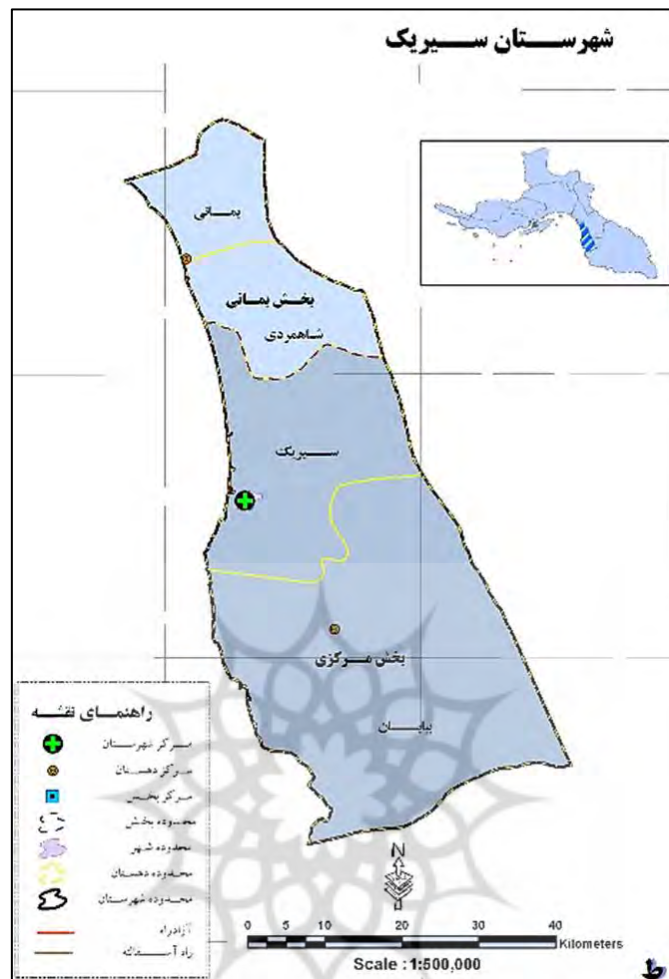 شهرستان سیریک
بمانی
بخش بمانی
شاهمردی
سیریک
بخش مرکزی
بیابان
راهنمای نقشه
مرکز شهرستان
مرکز دهستان
مرکز بخش
محدوده بخش
محدوده شهر
محدوده دهستان
محدوده شهرستان
آزادراه
راه آسفالته
N
0 5 10 20 30 40
Kilometers
Scale : 1:500,000